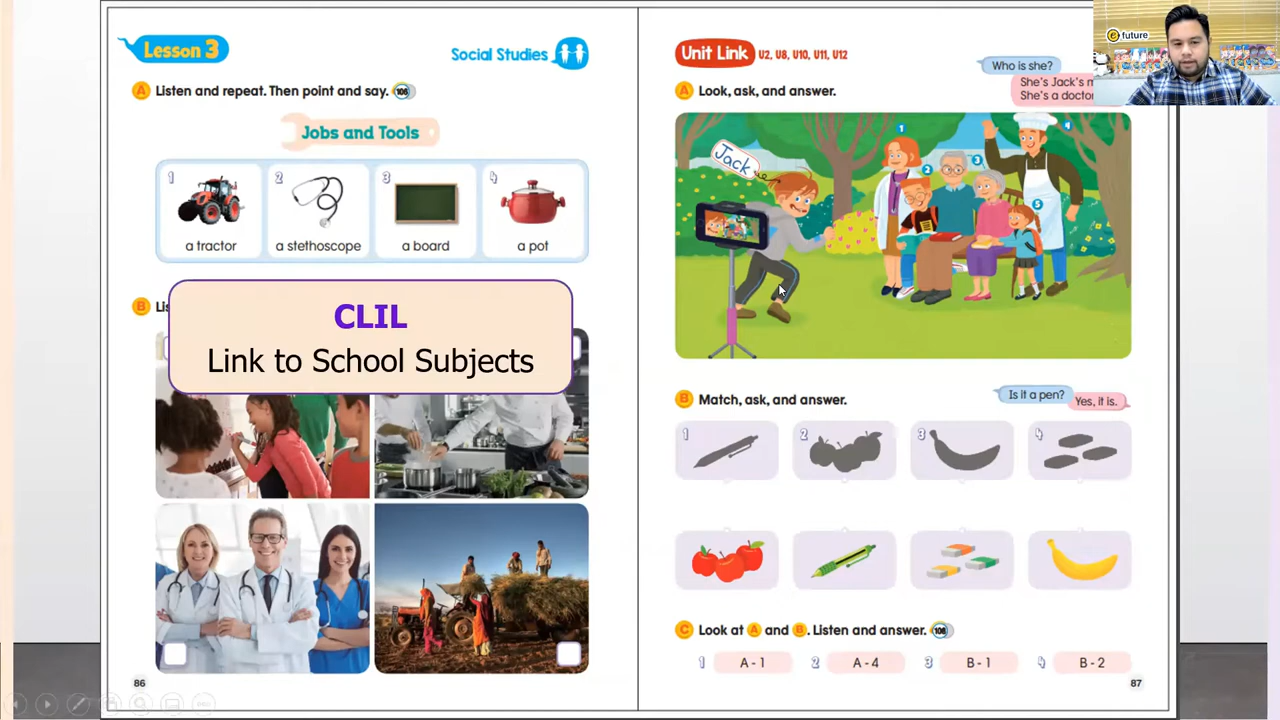 Lesson 3
Social Studies
A Listen and repeat. Then point and say. 108
Jobs and Tools
1
2
3
4
a tractor
a stethoscope
a board
a pot
B
CLIL
Link to School Subjects
86
Unit Link U2, U8, U10, U11, U12
A Look, ask, and answer.
Who is she?
She's Jack's
She's a doctor
Jack
1
2
3
4
5
B Match, ask, and answer.
Is it a pen?
Yes, it is.
1
2
3
4
C Look at A and B. Listen and answer. 108
1 A - 1
2 A - 4
3 B - 1
4 B - 2
87
e future